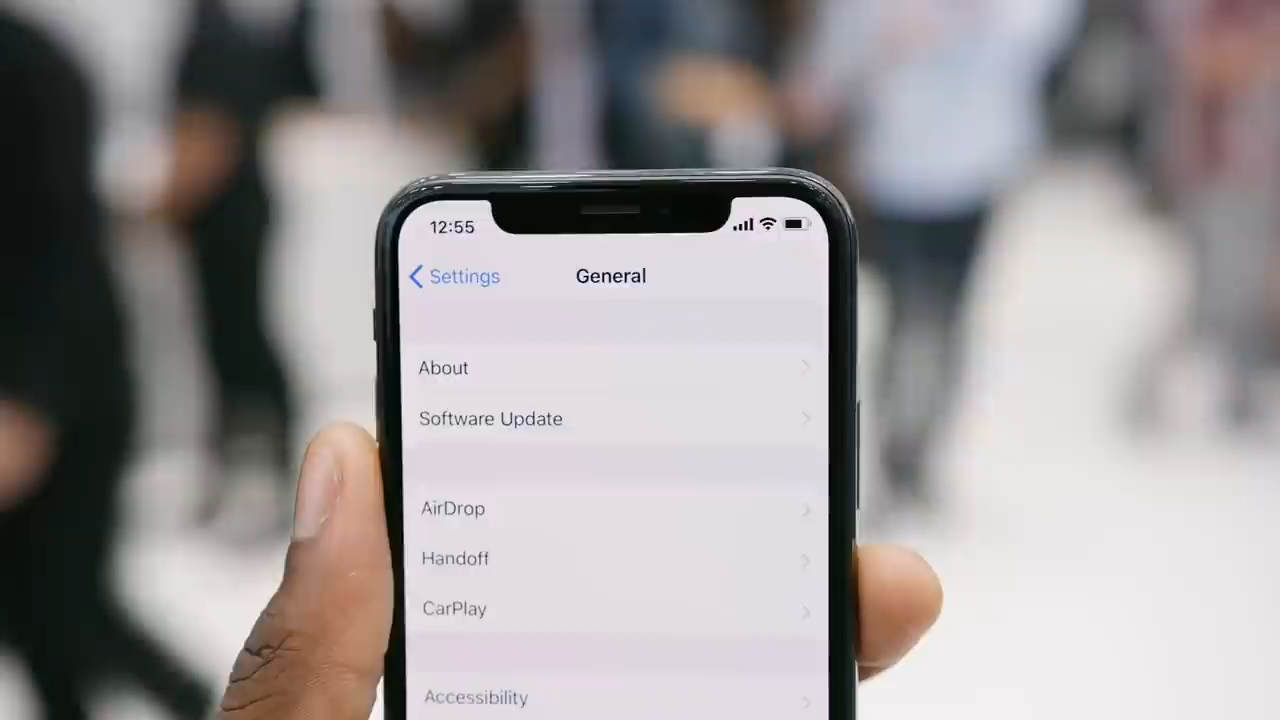 12:55
Settings
General
About
Software Update
AirDrop
Handoff
CarPlay
Accessibility